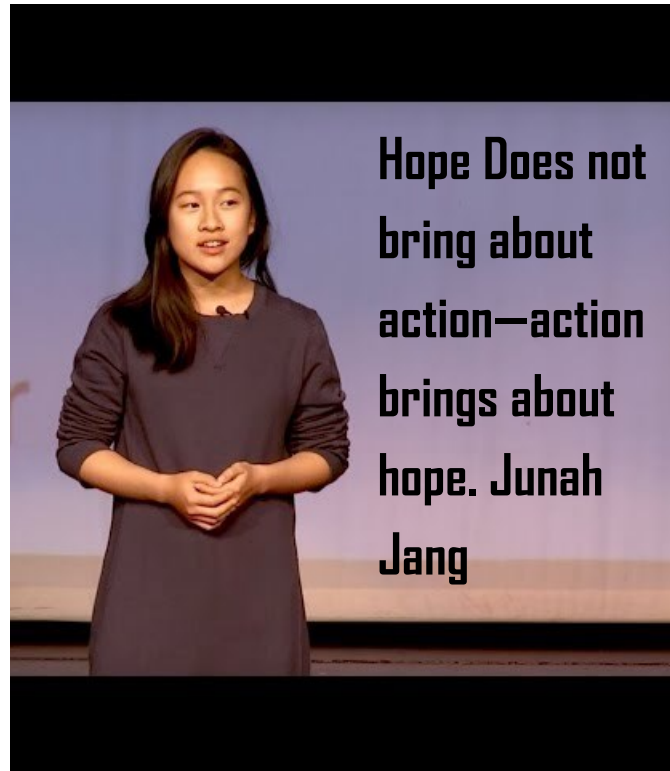 Hope Does not
bring about
action—action
brings about
hope. Junah
Jang